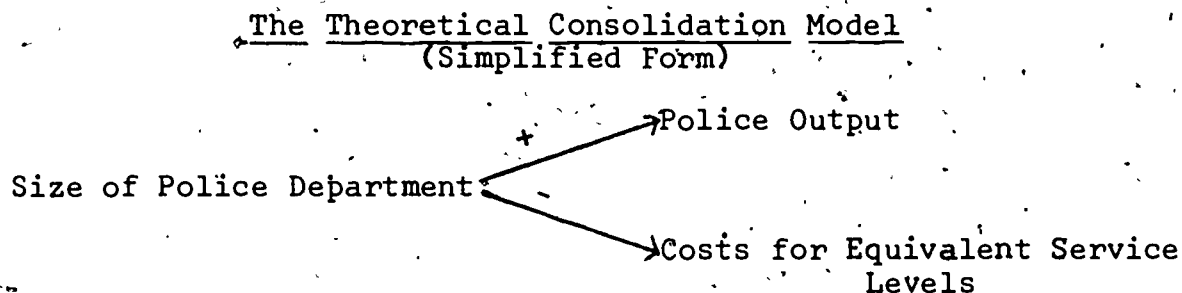 The Theoretical Consolidation Model
(Simplified Form)
+
Police Output
Size of Police Department
-
Costs for Equivalent Service
Levels